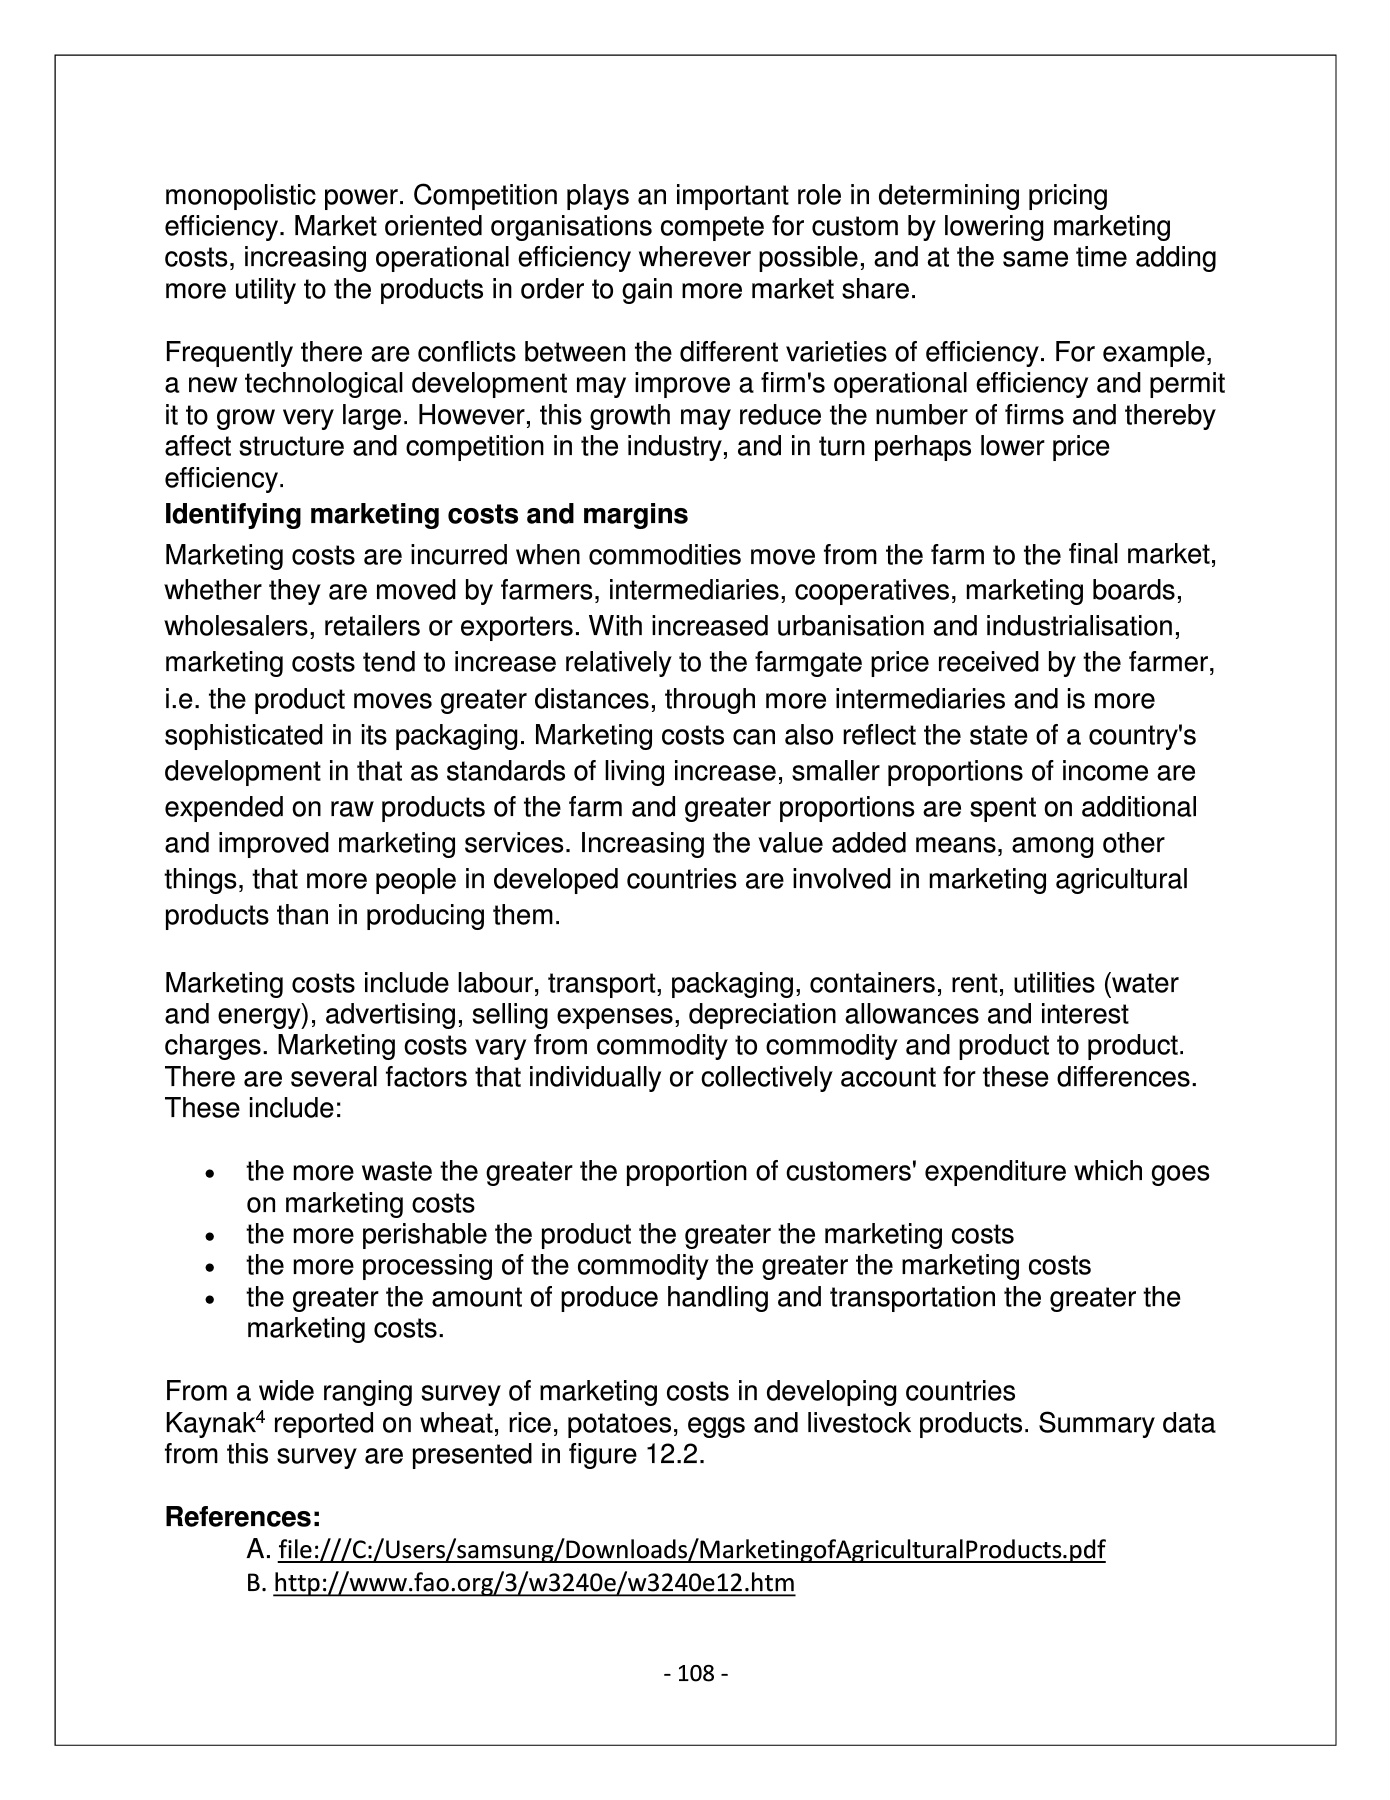 monopolistic power. Competition plays an important role in determining pricing
efficiency. Market oriented organisations compete for custom by lowering marketing
costs, increasing operational efficiency wherever possible, and at the same time adding
more utility to the products in order to gain more market share.
Frequently there are conflicts between the different varieties of efficiency. For example,
a new technological development may improve a firm's operational efficiency and permit
it to grow very large. However, this growth may reduce the number of firms and thereby
affect structure and competition in the industry, and in turn perhaps lower price
efficiency.
Identifying marketing costs and margins
Marketing costs are incurred when commodities move from the farm to the final market,
whether they are moved by farmers, intermediaries, cooperatives, marketing boards,
wholesalers, retailers or exporters. With increased urbanisation and industrialisation,
marketing costs tend to increase relatively to the farmgate price received by the farmer,
i.e. the product moves greater distances, through more intermediaries and is more
sophisticated in its packaging. Marketing costs can also reflect the state of a country's
development in that as standards of living increase, smaller proportions of income are
expended on raw products of the farm and greater proportions are spent on additional
and improved marketing services. Increasing the value added means, among other
things, that more people in developed countries are involved in marketing agricultural
products than in producing them.
Marketing costs include labour, transport, packaging, containers, rent, utilities (water
and energy), advertising, selling expenses, depreciation allowances and interest
charges. Marketing costs vary from commodity to commodity and product to product.
There are several factors that individually or collectively account for these differences.
These include:
• the more waste the greater the proportion of customers' expenditure which goes
on marketing costs
• the more perishable the product the greater the marketing costs
• the more processing of the commodity the greater the marketing costs
• the greater the amount of produce handling and transportation the greater the
marketing costs.
From a wide ranging survey of marketing costs in developing countries
Kaynak⁴ reported on wheat, rice, potatoes, eggs and livestock products. Summary data
from this survey are presented in figure 12.2.
References:
A. file:///C:/Users/samsung/Downloads/MarketingofAgriculturalProducts.pdf
B. http://www.fao.org/3/w3240e/w3240e12.htm
- 108 -